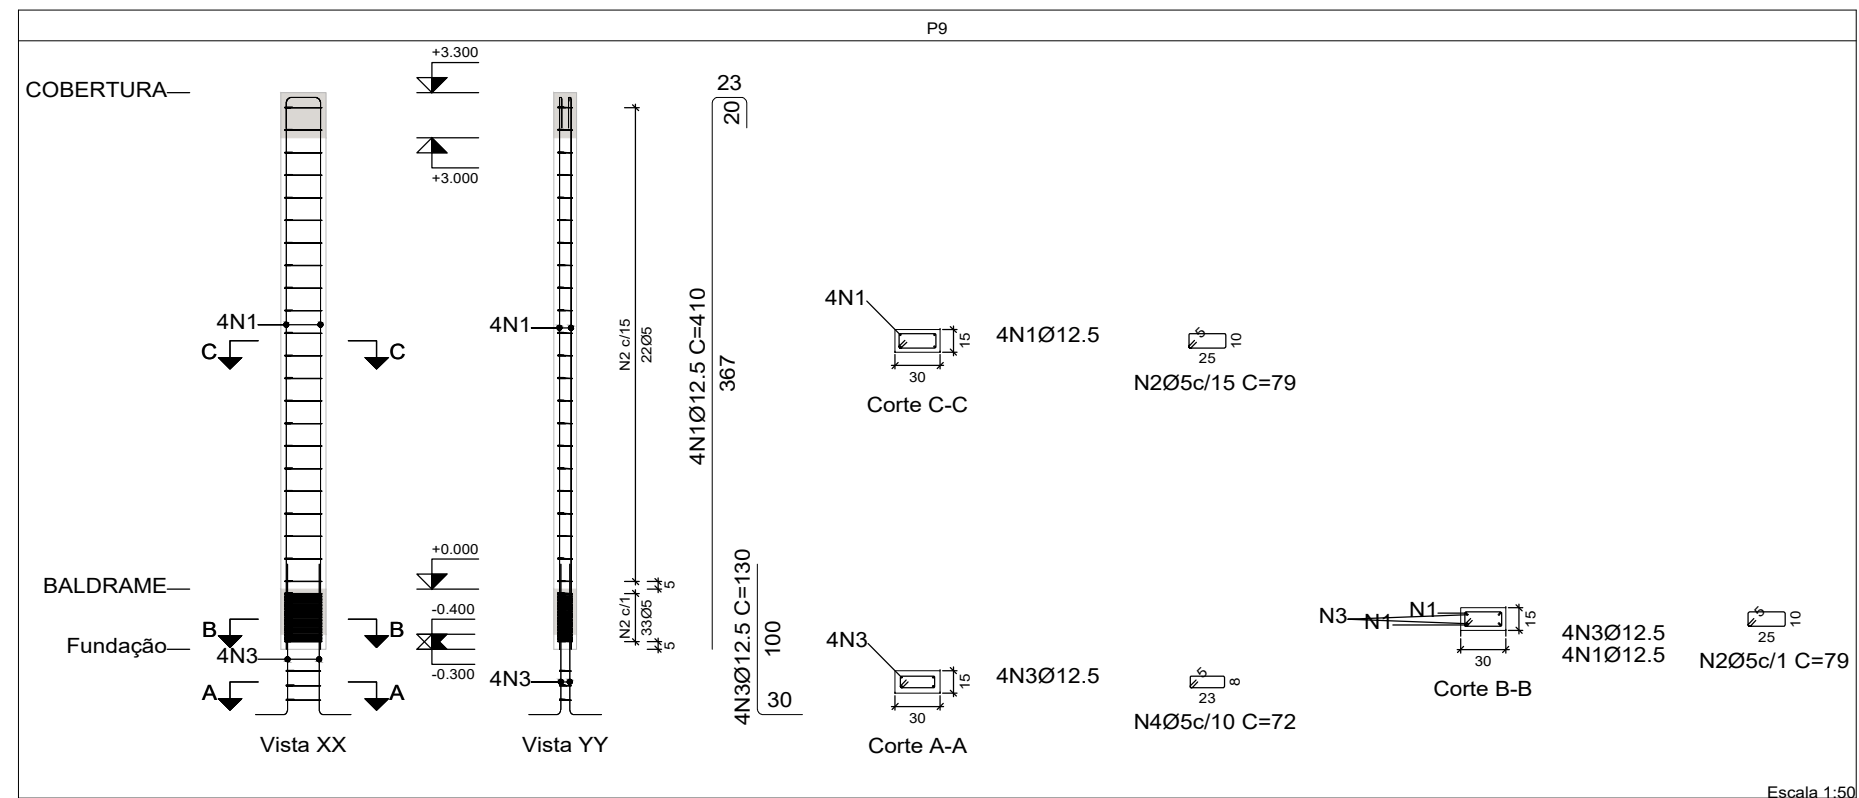 P9
COBERTURA
+3.300
+3.000
23
20
4N1
4N1
C
C
N2 c/15
22Ø5
4N1Ø12.5 C=410
367
4N1
15
30
4N1Ø12.5
Corte C-C
5
10
25
N2Ø5c/15 C=79
BALDRAME
+0.000
-0.400
-0.300
5
N2 c/1
33Ø5
5
B
B
Fundação
4N3
4N3
A
A
4N3Ø12.5 C=130
100
30
4N3
15
30
4N3Ø12.5
Corte A-A
5
8
23
N4Ø5c/10 C=72
N3
N1
N1
15
30
4N3Ø12.5
4N1Ø12.5
Corte B-B
5
10
25
N2Ø5c/1 C=79
Vista XX
Vista YY
Escala 1:50